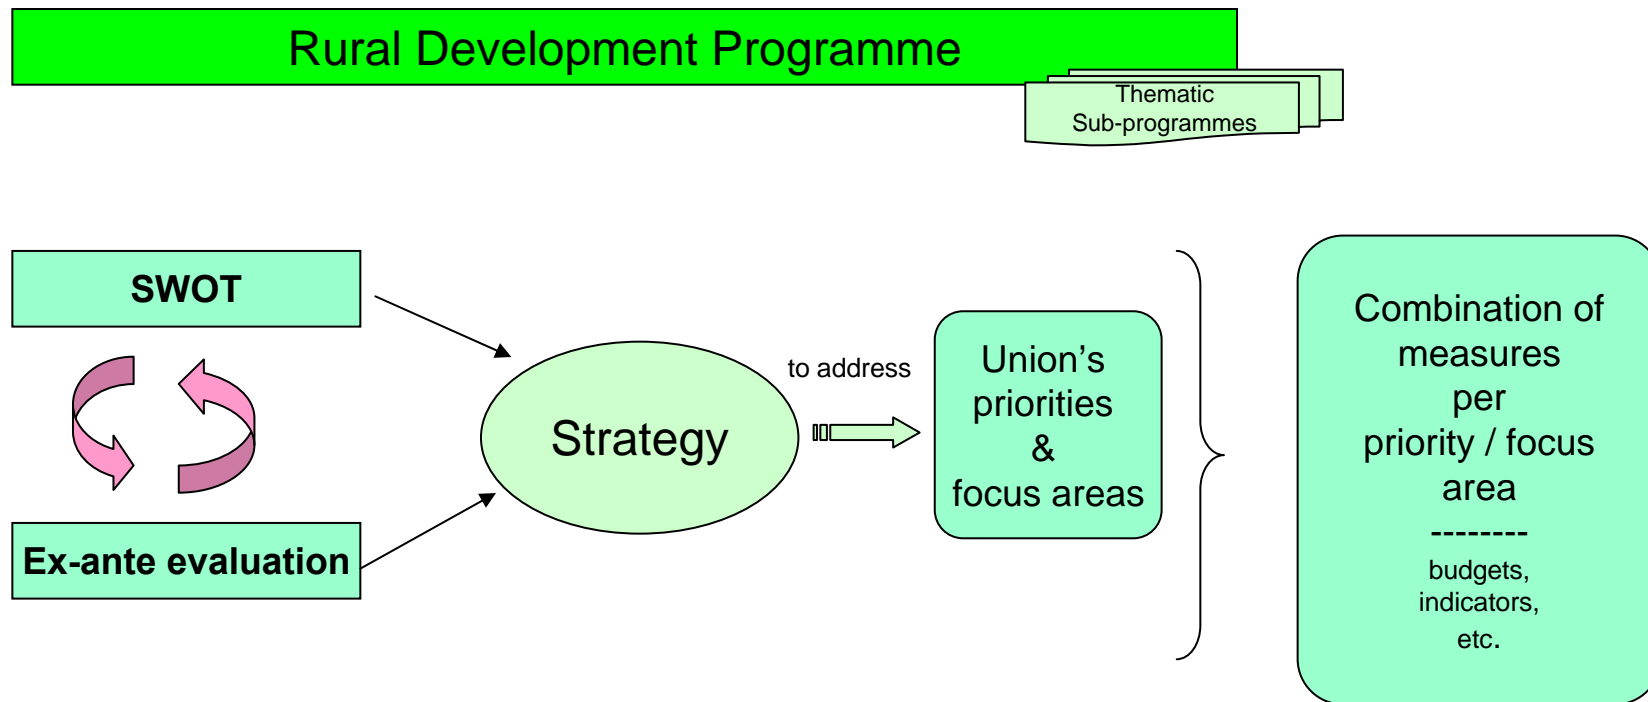 Rural Development Programme
Thematic
Sub-programmes
SWOT
Ex-ante evaluation
Strategy
to address
Union’s
priorities
&
focus areas
Combination of
measures
per
priority / focus
area
--------
budgets,
indicators,
etc.